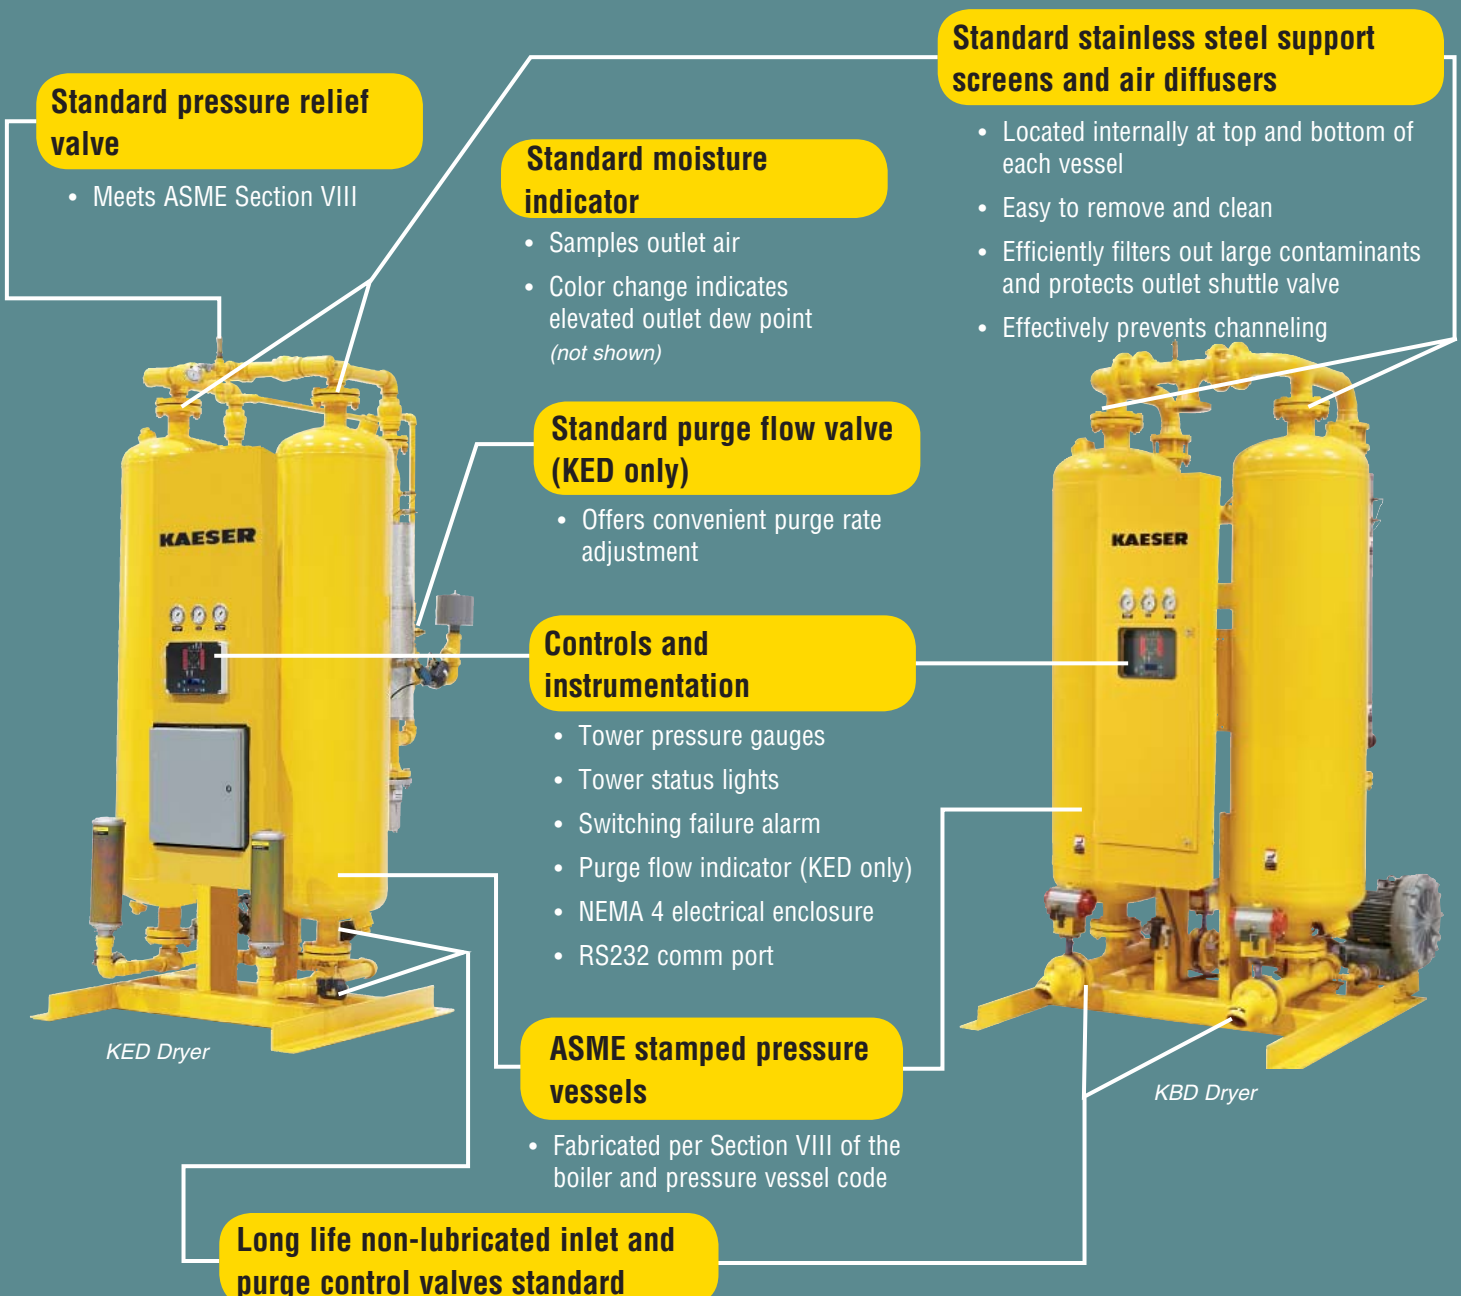 Standard pressure relief
valve
• Meets ASME Section VIII
Standard moisture
indicator
• Samples outlet air
• Color change indicates
elevated outlet dew point
(not shown)
Standard stainless steel support
screens and air diffusers
• Located internally at top and bottom of
each vessel
• Easy to remove and clean
• Efficiently filters out large contaminants
and protects outlet shuttle valve
• Effectively prevents channeling
Standard purge flow valve
(KED only)
• Offers convenient purge rate
adjustment
KAESER
KAESER
Controls and
instrumentation
• Tower pressure gauges
• Tower status lights
• Switching failure alarm
• Purge flow indicator (KED only)
• NEMA 4 electrical enclosure
• RS232 comm port
KED Dryer
ASME stamped pressure
vessels
• Fabricated per Section VIII of the
boiler and pressure vessel code
KBD Dryer
Long life non-lubricated inlet and
purge control valves standard